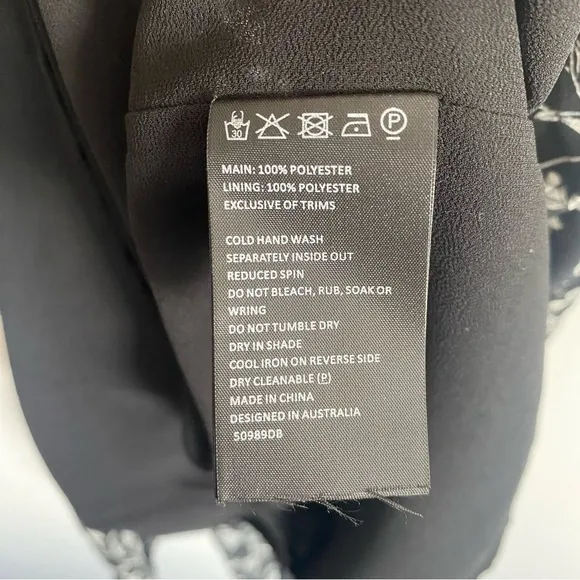 30 P
MAIN: 100% POLYESTER
LINING: 100% POLYESTER
EXCLUSIVE OF TRIMS
COLD HAND WASH
SEPARATELY INSIDE OUT
REDUCED SPIN
DO NOT BLEACH, RUB, SOAK OR
WRING
DO NOT TUMBLE DRY
DRY IN SHADE
COOL IRON ON REVERSE SIDE
DRY CLEANABLE (P)
MADE IN CHINA
DESIGNED IN AUSTRALIA
S0989DB